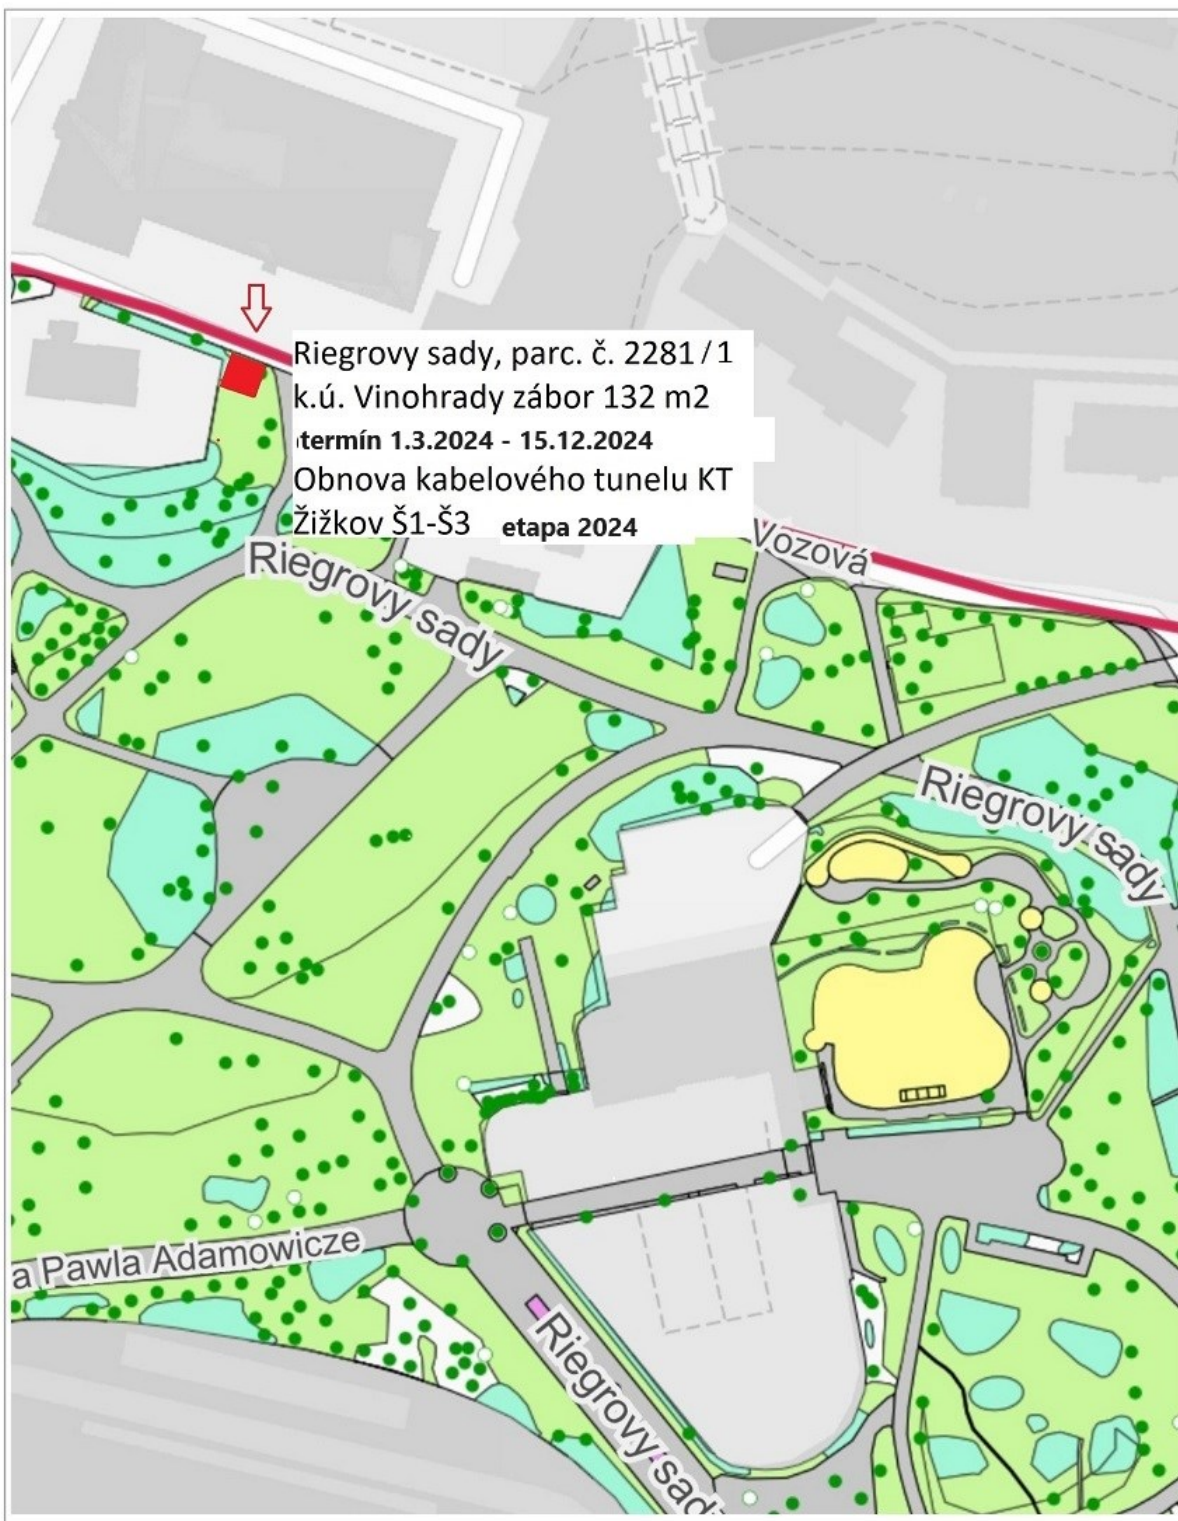 Riegrovy sady, parc. č. 2281/1
k.ú. Vinohrady zábor 132 m2
termín 1.3.2024 - 15.12.2024
Obnova kabelového tunelu KT
Žižkov Š1-Š3 etapa 2024
Vozová
Riegrovy sady
Riegrovy sady
a Pawla Adamowicze
Riegrovy sady